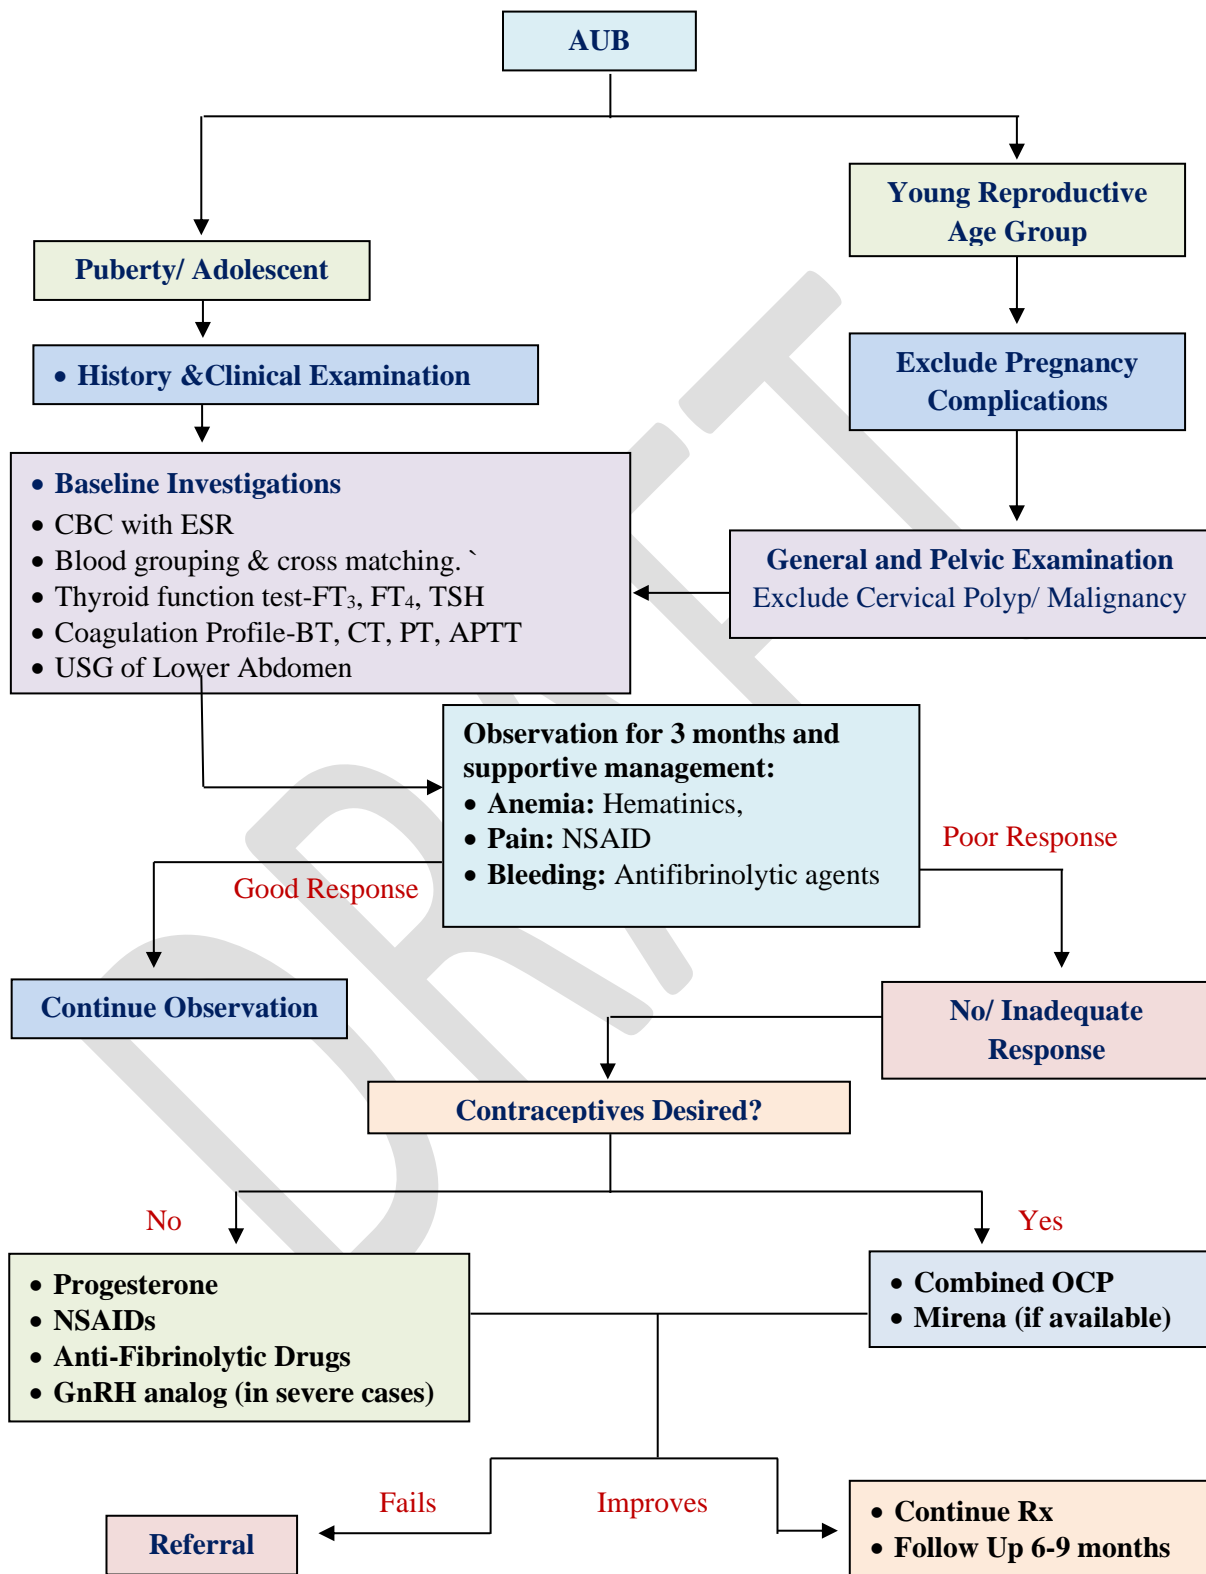 AUB
Young Reproductive
Age Group
Puberty/ Adolescent
• History &Clinical Examination
Exclude Pregnancy
Complications
• Baseline Investigations
• CBC with ESR
• Blood grouping & cross matching. `
• Thyroid function test-FT₃, FT₄, TSH
• Coagulation Profile-BT, CT, PT, APTT
• USG of Lower Abdomen
General and Pelvic Examination
Exclude Cervical Polyp/ Malignancy
Observation for 3 months and
supportive management:
• Anemia: Hematinics,
• Pain: NSAID
• Bleeding: Antifibrinolytic agents
Poor Response
Good Response
Continue Observation
No/ Inadequate
Response
Contraceptives Desired?
No
Yes
• Progesterone
• NSAIDs
• Anti-Fibrinolytic Drugs
• GnRH analog (in severe cases)
• Combined OCP
• Mirena (if available)
Fails
Improves
Referral
• Continue Rx
• Follow Up 6-9 months
DRAFT